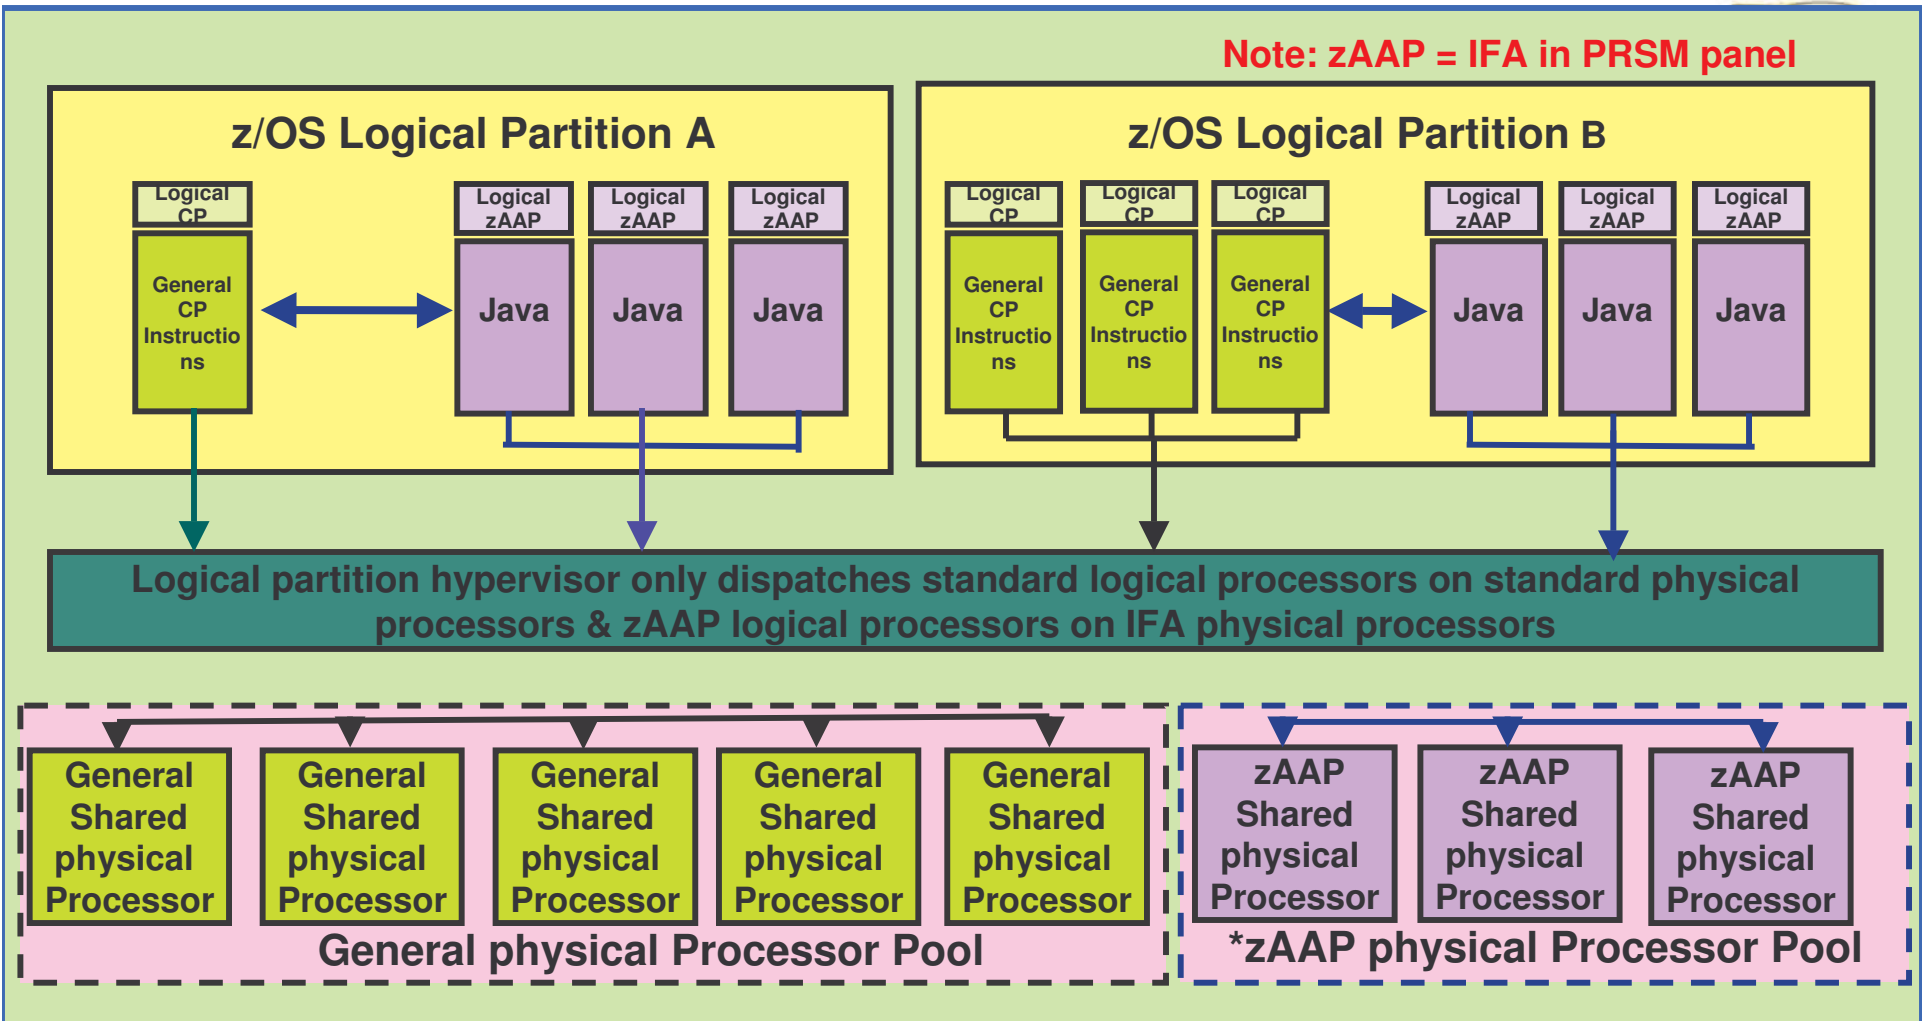 Note: zAAP = IFA in PRSM panel
z/OS Logical Partition A
Logical
CP
General
CP
Instructio
ns
Logical
zAAP
Java
Logical
zAAP
Java
Logical
zAAP
Java
z/OS Logical Partition B
Logical
CP
General
CP
Instructio
ns
Logical
CP
General
CP
Instructio
ns
Logical
CP
General
CP
Instructio
ns
Logical
zAAP
Java
Logical
zAAP
Java
Logical
zAAP
Java
Logical partition hypervisor only dispatches standard logical processors on standard physical
processors & zAAP logical processors on IFA physical processors
General
Shared
physical
Processor
General
Shared
physical
Processor
General
Shared
physical
Processor
General
Shared
physical
Processor
General
Shared
physical
Processor
General physical Processor Pool
zAAP
Shared
physical
Processor
zAAP
Shared
physical
Processor
zAAP
Shared
physical
Processor
*zAAP physical Processor Pool